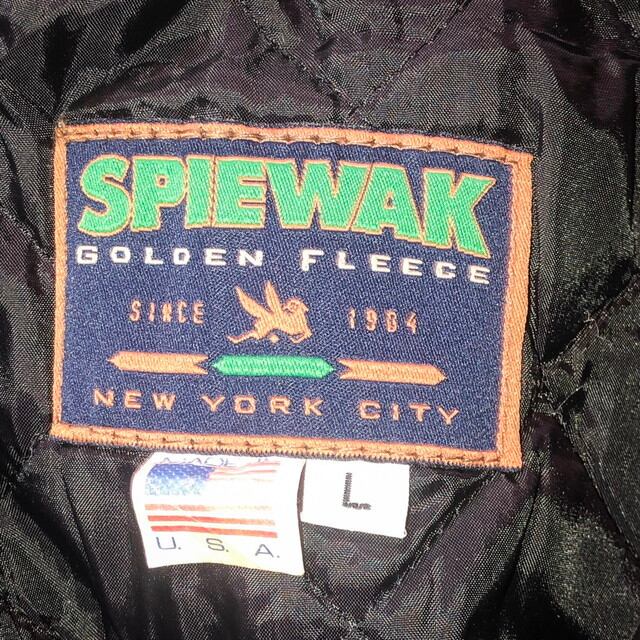 SPIEWAK
GOLDEN FLEECE
SINCE 1904
NEW YORK CITY
U. S. A.
L